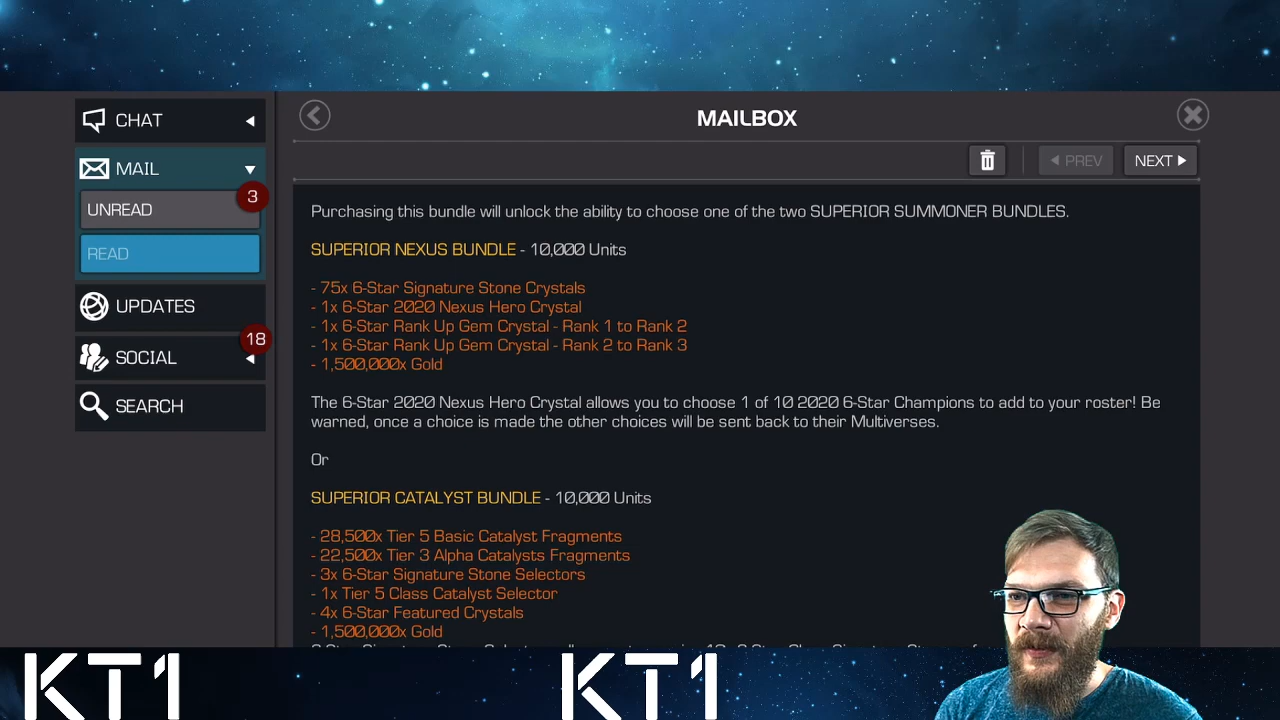 CHAT
MAIL
3
UNREAD
READ
UPDATES
18
SOCIAL
SEARCH
MAILBOX
PREV
NEXT
Purchasing this bundle will unlock the ability to choose one of the two SUPERIOR SUMMONER BUNDLES.
SUPERIOR NEXUS BUNDLE - 10,000 Units
- 75x 6-Star Signature Stone Crystals
- 1x 6-Star 2020 Nexus Hero Crystal
- 1x 6-Star Rank Up Gem Crystal - Rank 1 to Rank 2
- 1x 6-Star Rank Up Gem Crystal - Rank 2 to Rank 3
- 1,500,000x Gold
The 6-Star 2020 Nexus Hero Crystal allows you to choose 1 of 10 2020 6-Star Champions to add to your roster! Be
warned, once a choice is made the other choices will be sent back to their Multiverses.
Or
SUPERIOR CATALYST BUNDLE - 10,000 Units
- 28,500x Tier 5 Basic Catalyst Fragments
- 22,500x Tier 3 Alpha Catalysts Fragments
- 3x 6-Star Signature Stone Selectors
- 1x Tier 5 Class Catalyst Selector
- 4x 6-Star Featured Crystals
- 1,500,000x Gold
KT1
KT1